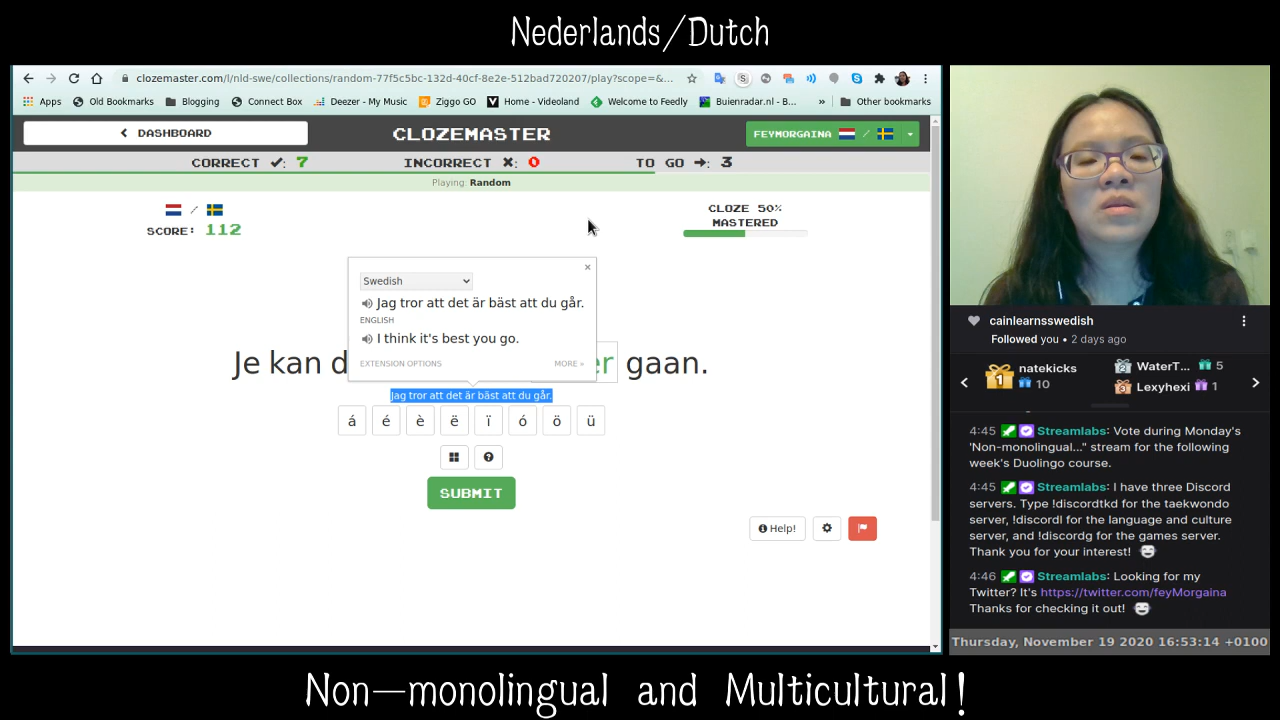 Nederlands/Dutch
clozemaster.com/l/nld-swe/collections/random-77f5c5bc-132d-40cf-8e2e-512bad720207/play?scope=&...
Apps Old Bookmarks Blogging Connect Box Deezer - My Music Ziggo GO Home - Videoland Welcome to Feedly Buienradar.nl - B... » Other bookmarks
DASHBOARD CLOZEMASTER FEYMORGAINA /
CORRECT ✔: 7 INCORRECT ✖: 0 TO GO →: 3
Playing: Random
/
SCORE: 112
CLOZE 50%
MASTERED
Swedish ×
Jag tror att det är bäst att du går.
ENGLISH
I think it's best you go.
EXTENSION OPTIONS MORE »
Je kan d er gaan.
Jag tror att det är bäst att du går.
á é è ë ï ó ö ü
SUBMIT
Help!
cainlearnsswedish
Followed you • 2 days ago
1 natekicks 10
2 WaterT... 5
3 Lexyhexi 1
4:45 Streamlabs: Vote during Monday's
'Non-monolingual..." stream for the following
week's Duolingo course.
4:45 Streamlabs: I have three Discord
servers. Type !discordtkd for the taekwondo
server, !discordl for the language and culture
server, and !discordg for the games server.
Thank you for your interest!
4:46 Streamlabs: Looking for my
Twitter? It's https://twitter.com/feyMorgaina
Thanks for checking it out!
Thursday, November 19 2020 16:53:14 +0100
Non-monolingual and Multicultural!